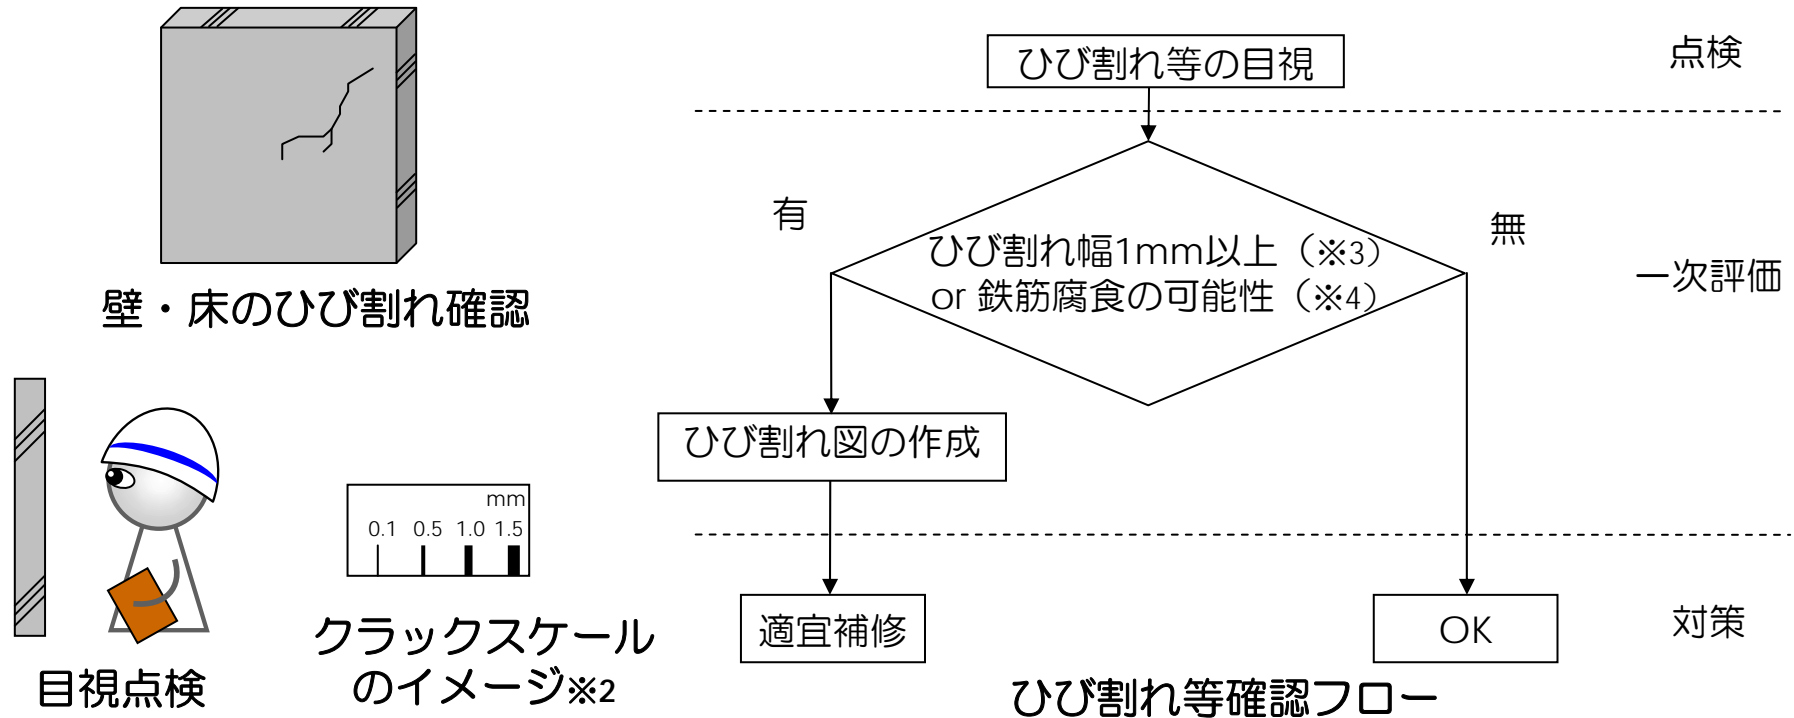 壁・床のひび割れ確認
目視点検
mm
0.1 0.5 1.0 1.5
クラックスケール
のイメージ※2
ひび割れ等の目視
点検
有
無
ひび割れ幅1mm以上（※3）
or 鉄筋腐食の可能性（※4）
一次評価
ひび割れ図の作成
適宜補修
OK
対策
ひび割れ等確認フロー